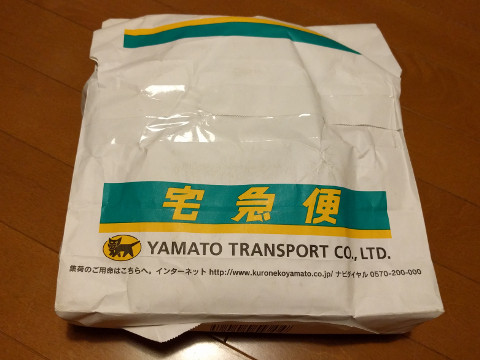 宅急便
YAMATO TRANSPORT CO., LTD.
集荷のご用命はこちらへ。インターネット http://www.kuronekoyamato.co.jp/ ナビダイヤル 0570-200-000